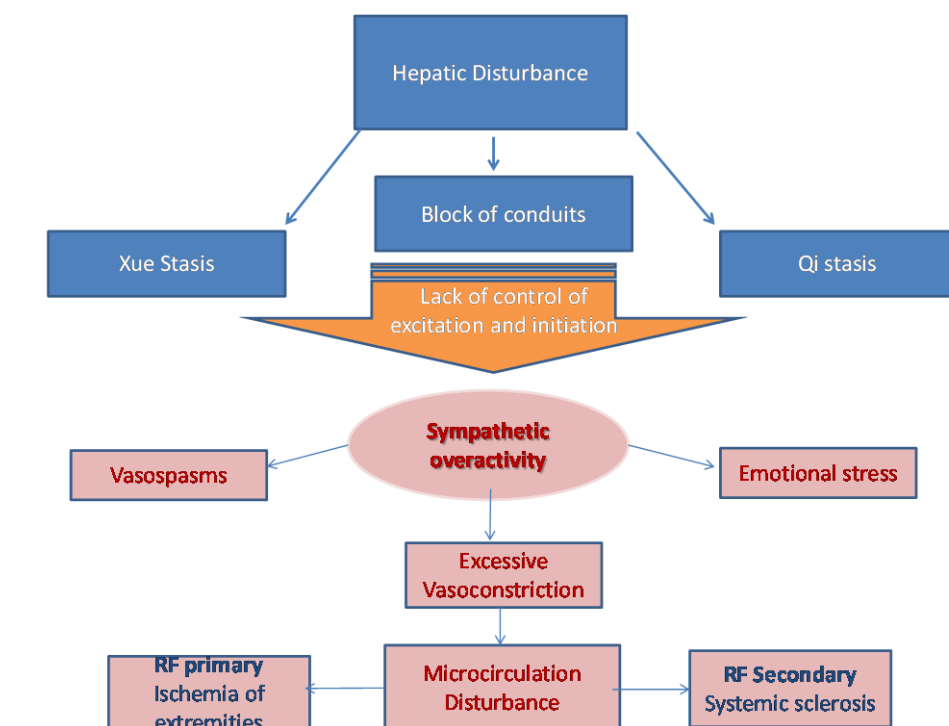 Hepatic Disturbance
Block of conduits
Xue Stasis
Qi stasis
Lack of control of
excitation and initiation
Sympathetic
overactivity
Vasospasms
Emotional stress
Excessive
Vasoconstriction
RF primary
Ischemia of
extremities
Microcirculation
Disturbance
RF Secondary
Systemic sclerosis